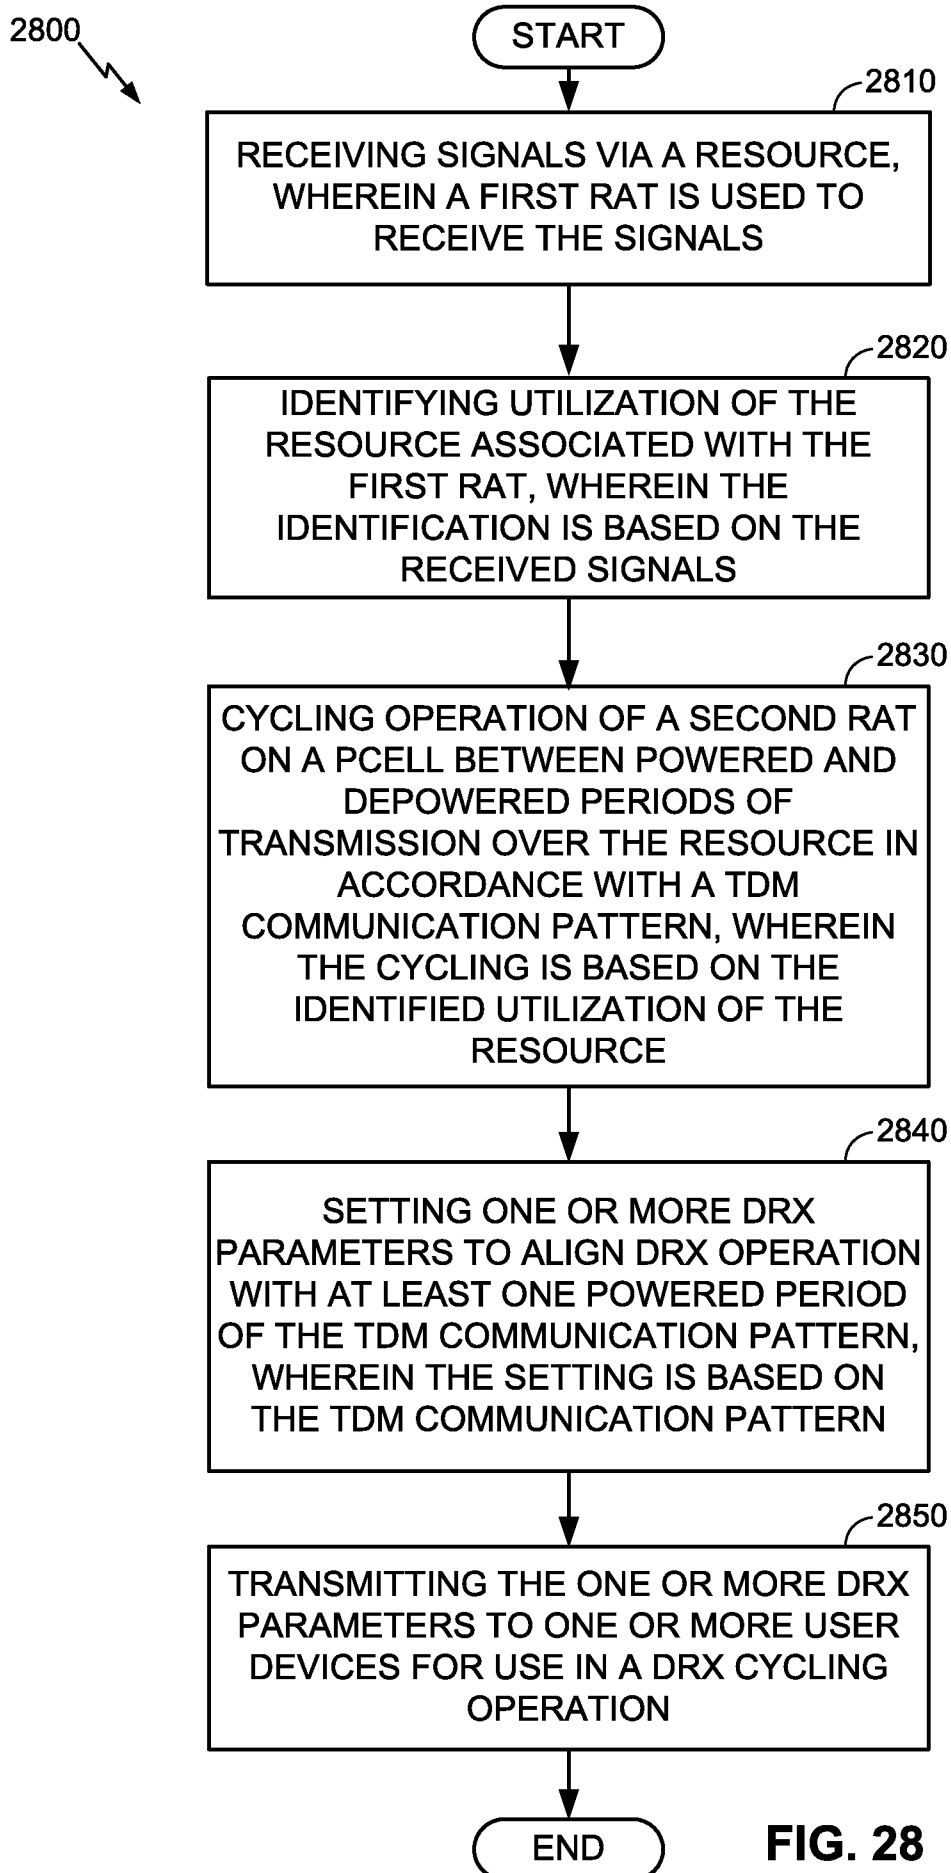 2800
START
2810
RECEIVING SIGNALS VIA A RESOURCE,
WHEREIN A FIRST RAT IS USED TO
RECEIVE THE SIGNALS
2820
IDENTIFYING UTILIZATION OF THE
RESOURCE ASSOCIATED WITH THE
FIRST RAT, WHEREIN THE
IDENTIFICATION IS BASED ON THE
RECEIVED SIGNALS
2830
CYCLING OPERATION OF A SECOND RAT
ON A PCELL BETWEEN POWERED AND
DEPOWERED PERIODS OF
TRANSMISSION OVER THE RESOURCE IN
ACCORDANCE WITH A TDM
COMMUNICATION PATTERN, WHEREIN
THE CYCLING IS BASED ON THE
IDENTIFIED UTILIZATION OF THE
RESOURCE
2840
SETTING ONE OR MORE DRX
PARAMETERS TO ALIGN DRX OPERATION
WITH AT LEAST ONE POWERED PERIOD
OF THE TDM COMMUNICATION PATTERN,
WHEREIN THE SETTING IS BASED ON
THE TDM COMMUNICATION PATTERN
2850
TRANSMITTING THE ONE OR MORE DRX
PARAMETERS TO ONE OR MORE USER
DEVICES FOR USE IN A DRX CYCLING
OPERATION
END
FIG. 28